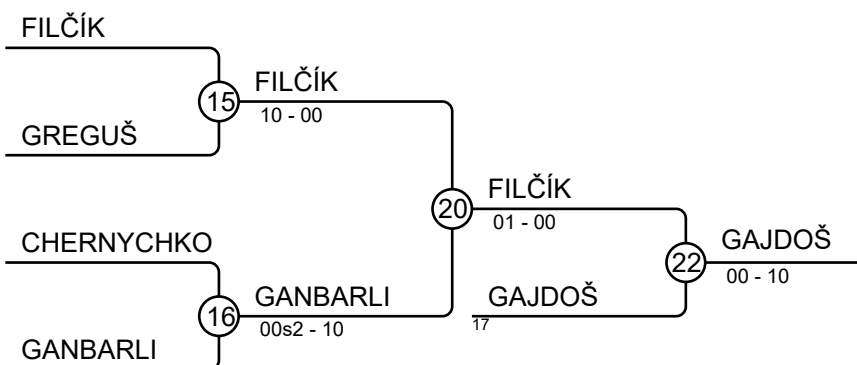 FILČÍK
FILČÍK
15
10 - 00
GREGUŠ
FILČÍK
20
01 - 00
CHERNYCHKO
GAJDOŠ
22
00 - 10
GANBARLI
GAJDOŠ
16
00s2 - 10
17
GANBARLI